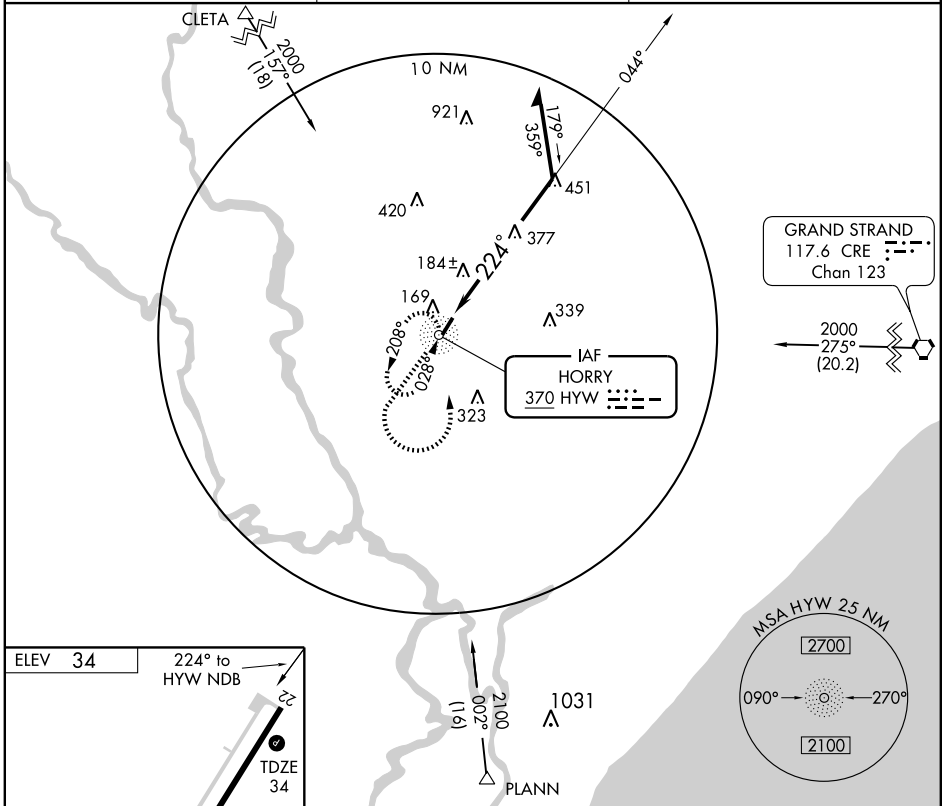 CLETA
2000
157°
(18)
10 NM
044°
921
179°
359°
451
420
377
224°
184±
169
339
208°
028°
323
IAF
HORRY
370 HYW
GRAND STRAND
117.6 CRE
Chan 123
2000
275°
(20.2)
MSA HYW 25 NM
2700
090°
270°
2100
2100
002°
(16)
1031
PLANN
ELEV 34
224° to
HYW NDB
22
P
TDZE
34